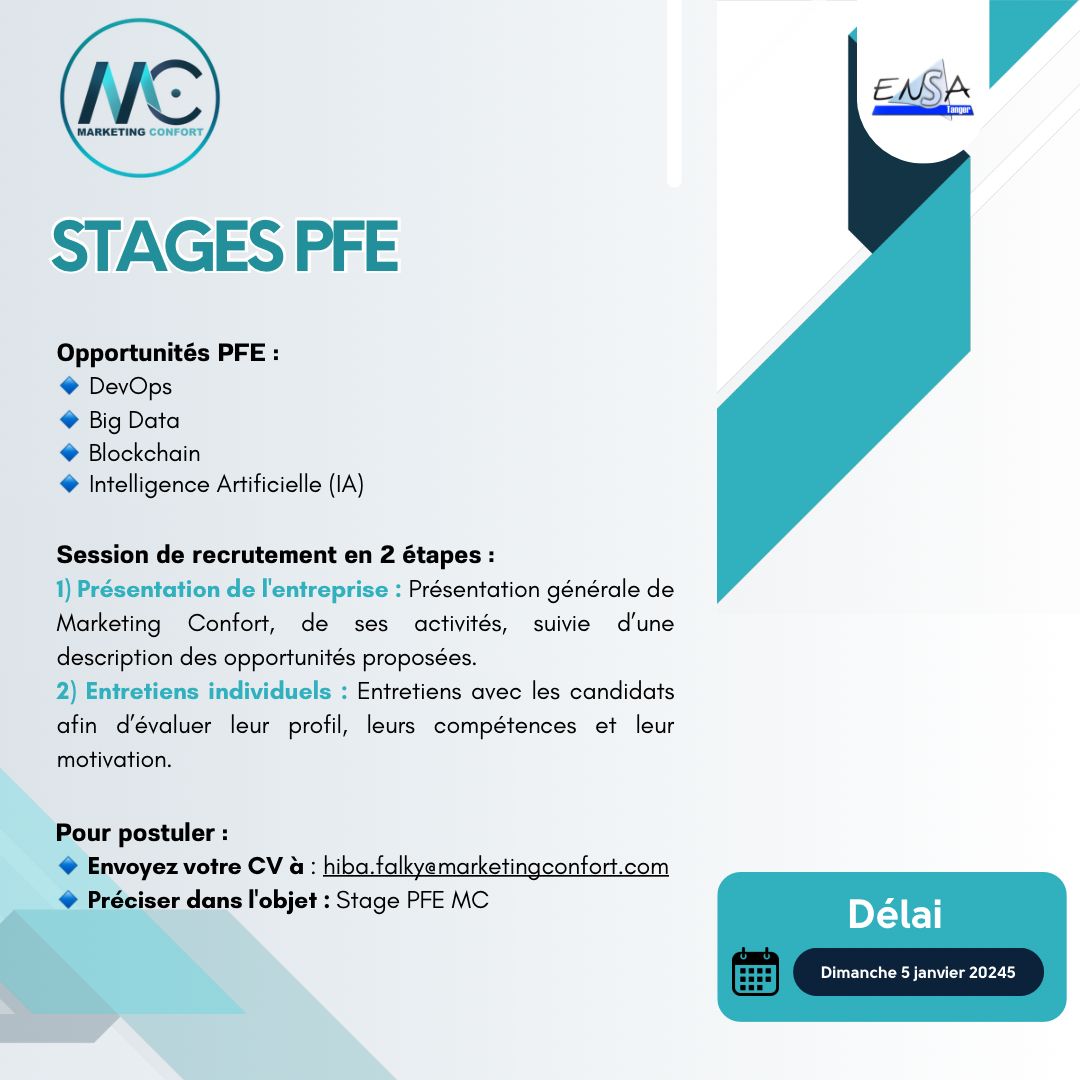 MC
MARKETING CONFORT
ENSA
Tanger
STAGES PFE
Opportunités PFE :
DevOps
Big Data
Blockchain
Intelligence Artificielle (IA)
Session de recrutement en 2 étapes :
1) Présentation de l'entreprise : Présentation générale de
Marketing Confort, de ses activités, suivie d’une
description des opportunités proposées.
2) Entretiens individuels : Entretiens avec les candidats
afin d’évaluer leur profil, leurs compétences et leur
motivation.
Pour postuler :
Envoyez votre CV à : hiba.falky@marketingconfort.com
Préciser dans l'objet : Stage PFE MC
Délai
Dimanche 5 janvier 20245